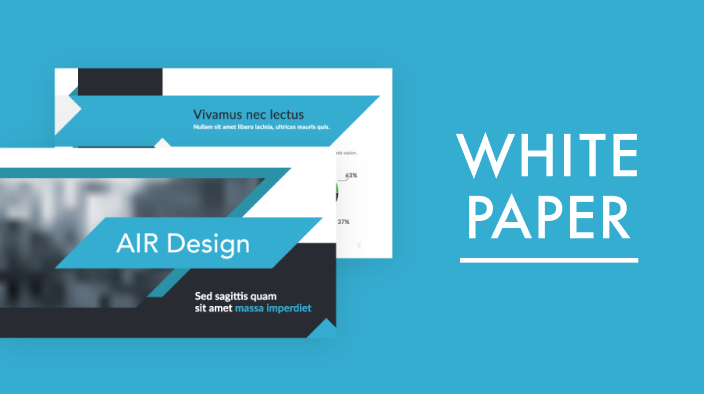 Vivamus nec lectus
Nullam sit amet libero lacinia, ultrices mauris quis.
63%
37%
AIR Design
Sed sagittis quam
sit amet massa imperdiet
WHITE
PAPER